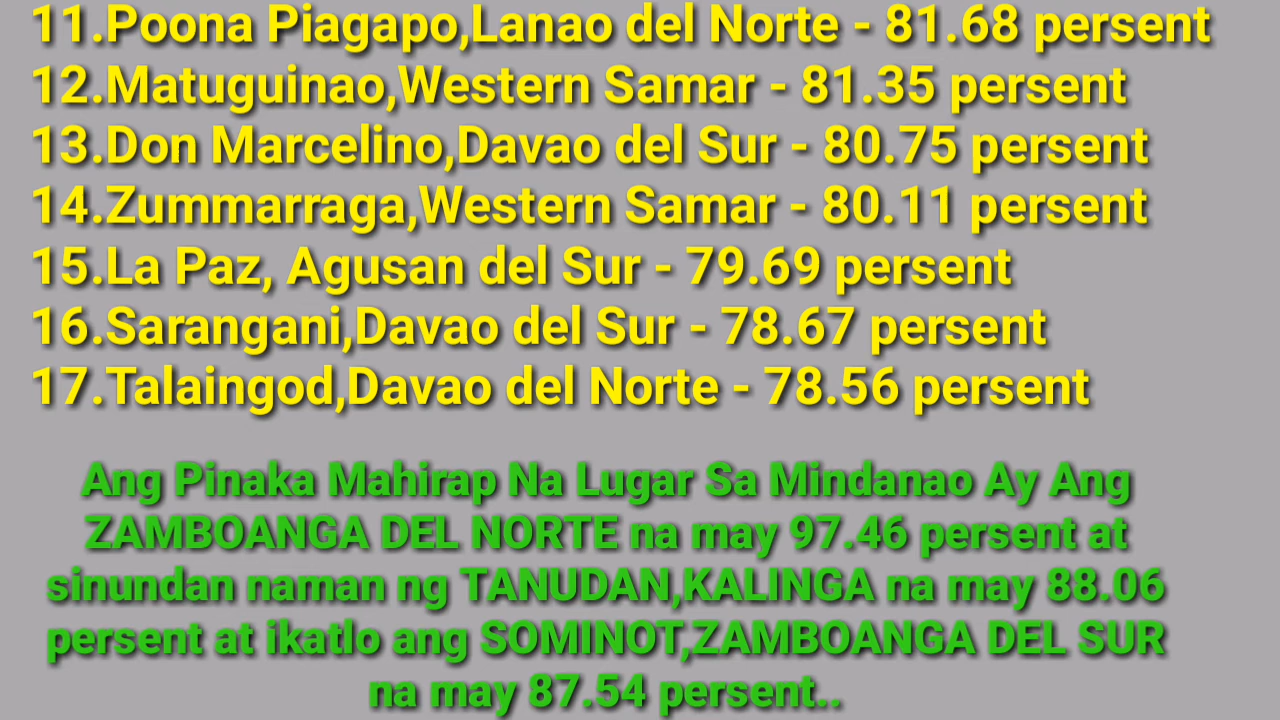 11.Poona Piagapo,Lanao del Norte - 81.68 persent
12.Matuguinao,Western Samar - 81.35 persent
13.Don Marcelino,Davao del Sur - 80.75 persent
14.Zummarraga,Western Samar - 80.11 persent
15.La Paz, Agusan del Sur - 79.69 persent
16.Sarangani,Davao del Sur - 78.67 persent
17.Talaingod,Davao del Norte - 78.56 persent
Ang Pinaka Mahirap Na Lugar Sa Mindanao Ay Ang
ZAMBOANGA DEL NORTE na may 97.46 persent at
sinundan naman ng TANUDAN,KALINGA na may 88.06
persent at ikatlo ang SOMINOT,ZAMBOANGA DEL SUR
na may 87.54 persent..